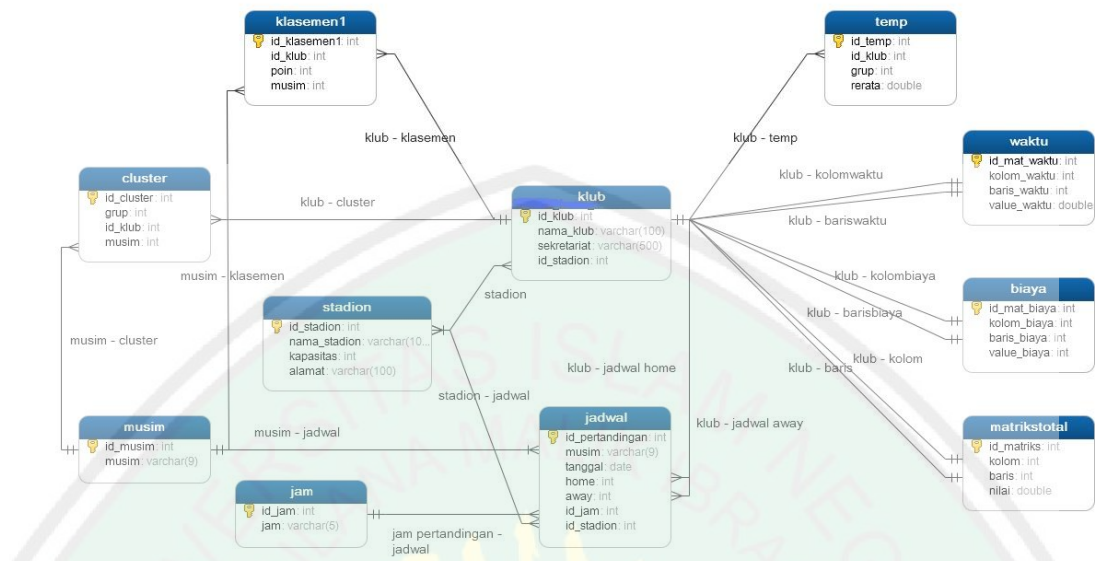 klasemen1
id_klasemen1: int
id_klub: int
poin: int
musim: int
temp
id_temp: int
id_klub: int
grup: int
rerata: double
klub - klasemen
klub - temp
waktu
id_mat_waktu: int
kolom_waktu: int
baris_waktu: int
value_waktu: double
klub - kolomwaktu
klub - bariswaktu
cluster
id_cluster: int
grup: int
id_klub: int
musim: int
klub - cluster
klub
id_klub: int
nama_klub: varchar(100)
sekretariat: varchar(500)
id_stadion: int
musim - klasemen
stadion
id_stadion: int
nama_stadion: varchar(10...
kapasitas: int
alamat: varchar(100)
stadion
klub - kolombiaya
klub - barisbiaya
biaya
id_mat_biaya: int
kolom_biaya: int
baris_biaya: int
value_biaya: int
musim - cluster
klub - kolom
klub - baris
klub - jadwal home
stadion - jadwal
klub - jadwal away
musim
id_musim: int
musim: varchar(9)
musim - jadwal
jadwal
id_pertandingan: int
musim: varchar(9)
tanggal: date
home: int
away: int
id_jam: int
id_stadion: int
matrikstotal
id_matriks: int
kolom: int
baris: int
nilai: double
jam
id_jam: int
jam: varchar(5)
jam pertandingan -
jadwal